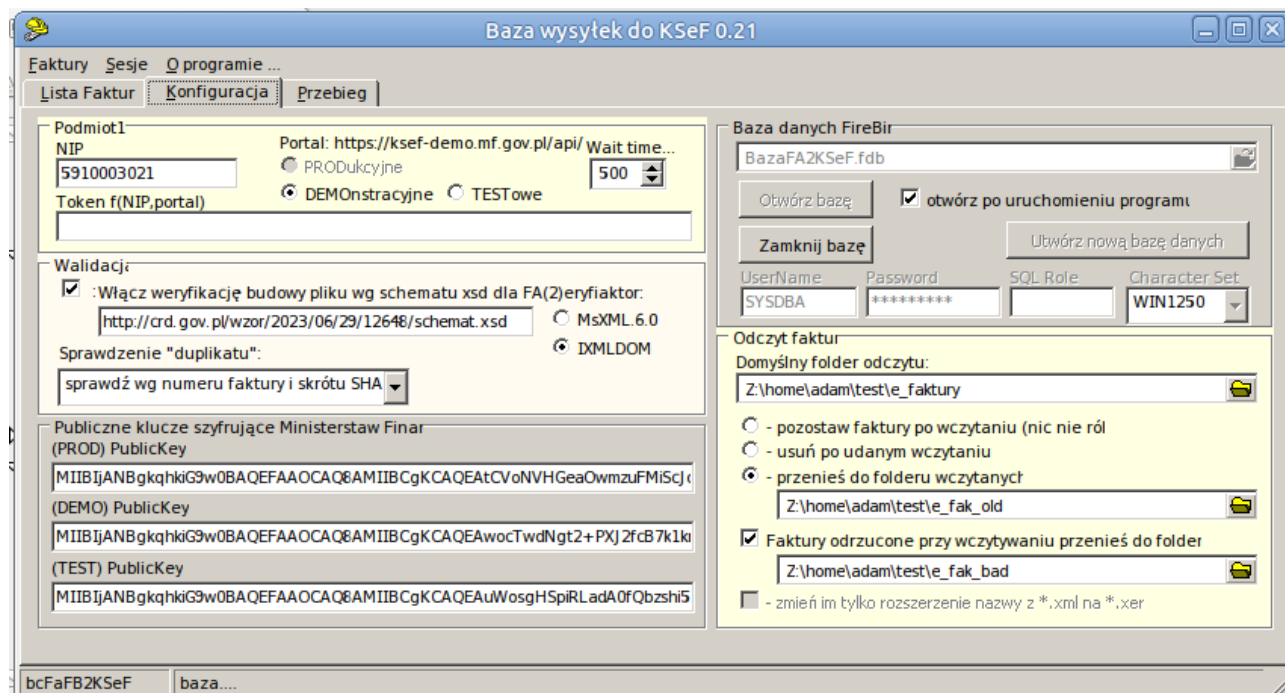 Baza wysyłek do KSeF 0.21
Faktury Sesje O programie ...
Lista Faktur Konfiguracja Przebieg
Podmiot1
NIP
5910003021
Portal: https://ksef-demo.mf.gov.pl/api/
PRODukcyjne
DEMOnstracyjne TESTowe
Wait time...
500
Token f(NIP,portal)
Walidacja
:Włącz weryfikację budowy pliku wg schematu xsd dla FA(2)eryfiaktor:
http://crd.gov.pl/wzor/2023/06/29/12648/schemat.xsd
MsXML.6.0
IXMLDOM
Sprawdzenie "duplikatu":
sprawdź wg numeru faktury i skrótu SHA
Publiczne klucze szyfrujące Ministerstaw Finar
(PROD) PublicKey
MIIBIjANBgkqhkiG9w0BAQEFAAOCAQ8AMIIBCgKCAQEAtCVoNVHGeaOwmzuFMiScJ
(DEMO) PublicKey
MIIBIjANBgkqhkiG9w0BAQEFAAOCAQ8AMIIBCgKCAQEAwocTwdNgt2+PXJ2fcB7k1k
(TEST) PublicKey
MIIBIjANBgkqhkiG9w0BAQEFAAOCAQ8AMIIBCgKCAQEAuWosgHSpiRLadA0fQbzshi5
Baza danych FireBir
BazaFA2KSeF.fdb
Otwórz bazę
otwórz po uruchomieniu programu
Zamknij bazę
Utwórz nową bazę danych
UserName Password SQL Role Character Set
SYSDBA ********* WIN1250
Odczyt faktur
Domyślny folder odczytu:
Z:\home\adam\test\e_faktury
- pozostaw faktury po wczytaniu (nic nie ról
- usuń po udanym wczytaniu
- przenieś do folderu wczytanych
Z:\home\adam\test\e_fak_old
Faktury odrzucone przy wczytywaniu przenieś do folder
Z:\home\adam\test\e_fak_bad
- zmień im tylko rozszerzenie nazwy z *.xml na *.xer
bcFaFB2KSeF baza....